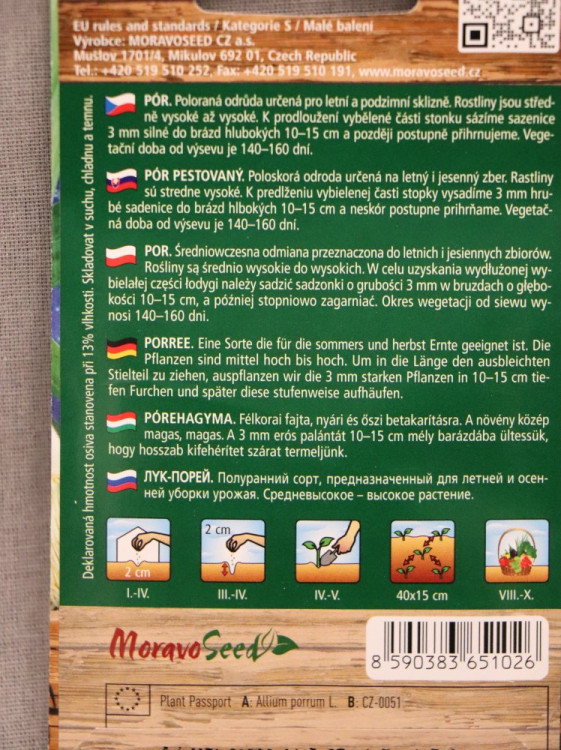 EU rules and standards / Kategorie S / Malé balení
Výrobce: MORAVOSEED CZ a.s.
Mušlov 1701/4, Mikulov 692 01, Czech Republic
Tel.: +420 519 510 252, Fax: +420 519 510 191, www.moravoseed.cz
Deklarovaná hmotnost osiva stanovena při 13% vlhkosti. Skladovat v suchu, chladnu a temnu.
PÓR. Poloraná odrůda určená pro letní a podzimní sklizně. Rostliny jsou střed-
ně vysoké až vysoké. K prodloužení vybělené části stonku sázíme sazenice
3 mm silné do brázd hlubokých 10–15 cm a později postupně přihrnujeme. Vege-
tační doba od výsevu je 140–160 dní.
PÓR PESTOVANÝ. Poloskorá odroda určená na letný i jesenný zber. Rastliny
sú stredne vysoké. K predlženiu vybielenej časti stopky vysadíme 3 mm hru-
bé sadenice do brázd hlbokých 10–15 cm a neskór postupne prihrňame. Vegetač-
ná doba od výsevu je 140–160 dní.
POR. Średniowczesna odmiana przeznaczona do letnich i jesiennych zbiorów.
Rośliny są średnio wysokie do wysokich. W celu uzyskania wydłużonej wy-
bielałej części łodygi należy sadzić sadzonki o grubości 3 mm w bruzdach o głębo-
kości 10–15 cm, a później stopniowo zagarniać. Okres wegetacji od siewu wy-
nosi 140–160 dni.
PORREE. Eine Sorte die für die sommers und herbst Ernte geeignet ist. Die
Pflanzen sind mittel hoch bis hoch. Um in die Länge den ausbleichten
Stielteil zu ziehen, auspflanzen wir die 3 mm starken Pflanzen in 10–15 cm tie-
fen Furchen und später diese stufenweise aufhäufen.
PÓREHAGYMA. Félkorai fajta, nyári és őszi betakarításra. A növény közép
magas, magas. A 3 mm erós palántát 10–15 cm mély barázdába ültessük,
hogy hosszab kifehérítet szárat termeljünk.
ЛУК-ПОРЕЙ. Полуранний сорт, предназначенный для летней и осен-
ней уборки урожая. Средневысокое – высокое растение.
2 cm
2 cm
I.-IV.
III.-IV.
IV.-V.
40x15 cm
VIII.-X.
MoravoSeed
8 590383 651026
Plant Passport A: Allium porrum L. B: CZ-0051